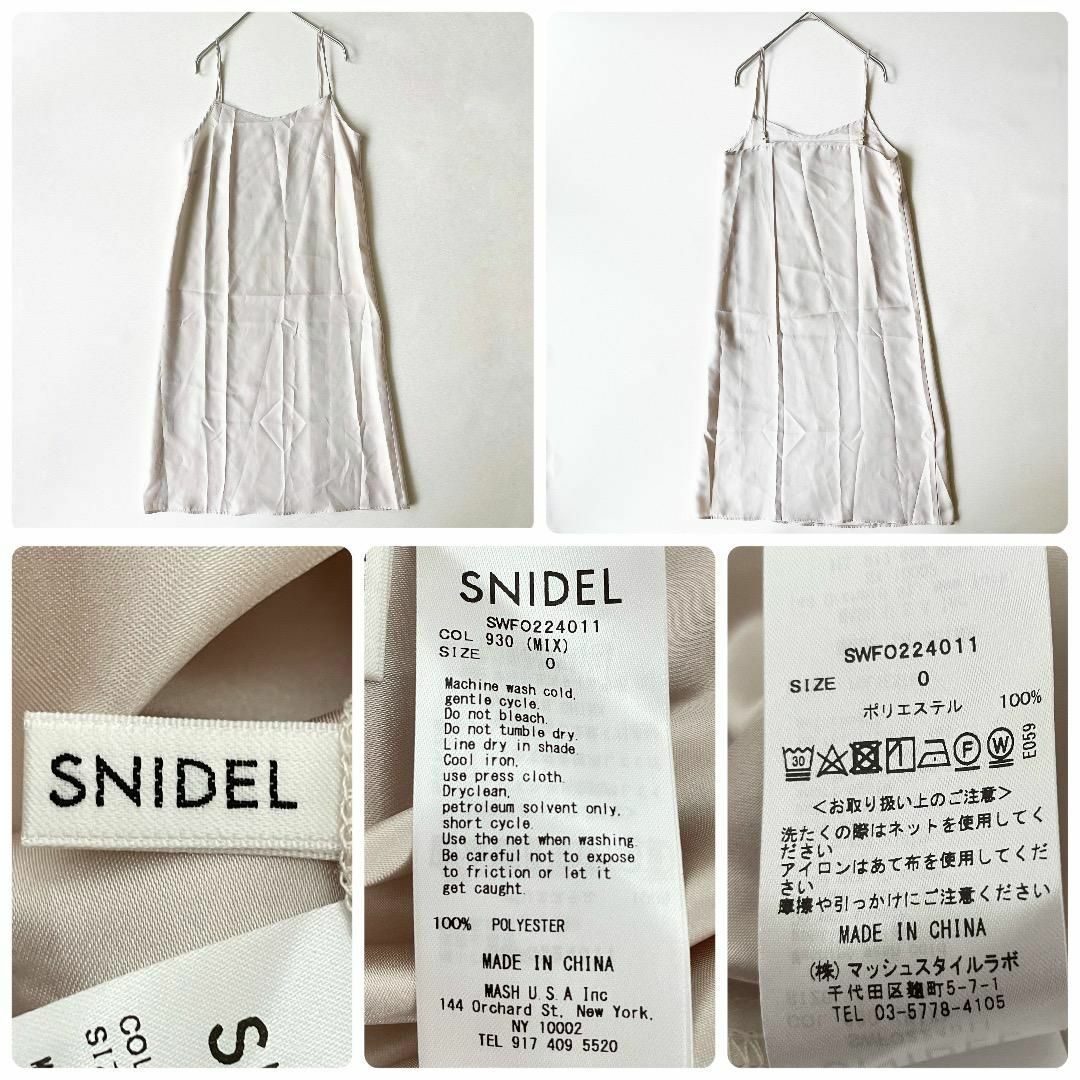 SNIDEL
COL
SIZ
S
SNIDEL
SWFO224011
COL 930 (MIX)
SIZE 0
Machine wash cold,
gentle cycle.
Do not bleach.
Do not tumble dry.
Line dry in shade.
Cool iron,
use press cloth.
Dryclean,
petroleum solvent only,
short cycle.
Use the net when washing.
Be careful not to expose
to friction or let it
get caught.
100% POLYESTER
MADE IN CHINA
MASH U.S.A Inc
144 Orchard St, New York,
NY 10002
TEL 917 409 5520
SWFO224011
SIZE 0
ポリエステル 100%
30 F W E059
<お取り扱い上のご注意>
洗たくの際はネットを使用してく
ださい
アイロンはあて布を使用してくだ
さい
摩擦や引っかけにご注意ください
MADE IN CHINA
(株)マッシュスタイルラボ
千代田区麹町5-7-1
TEL 03-5778-4105